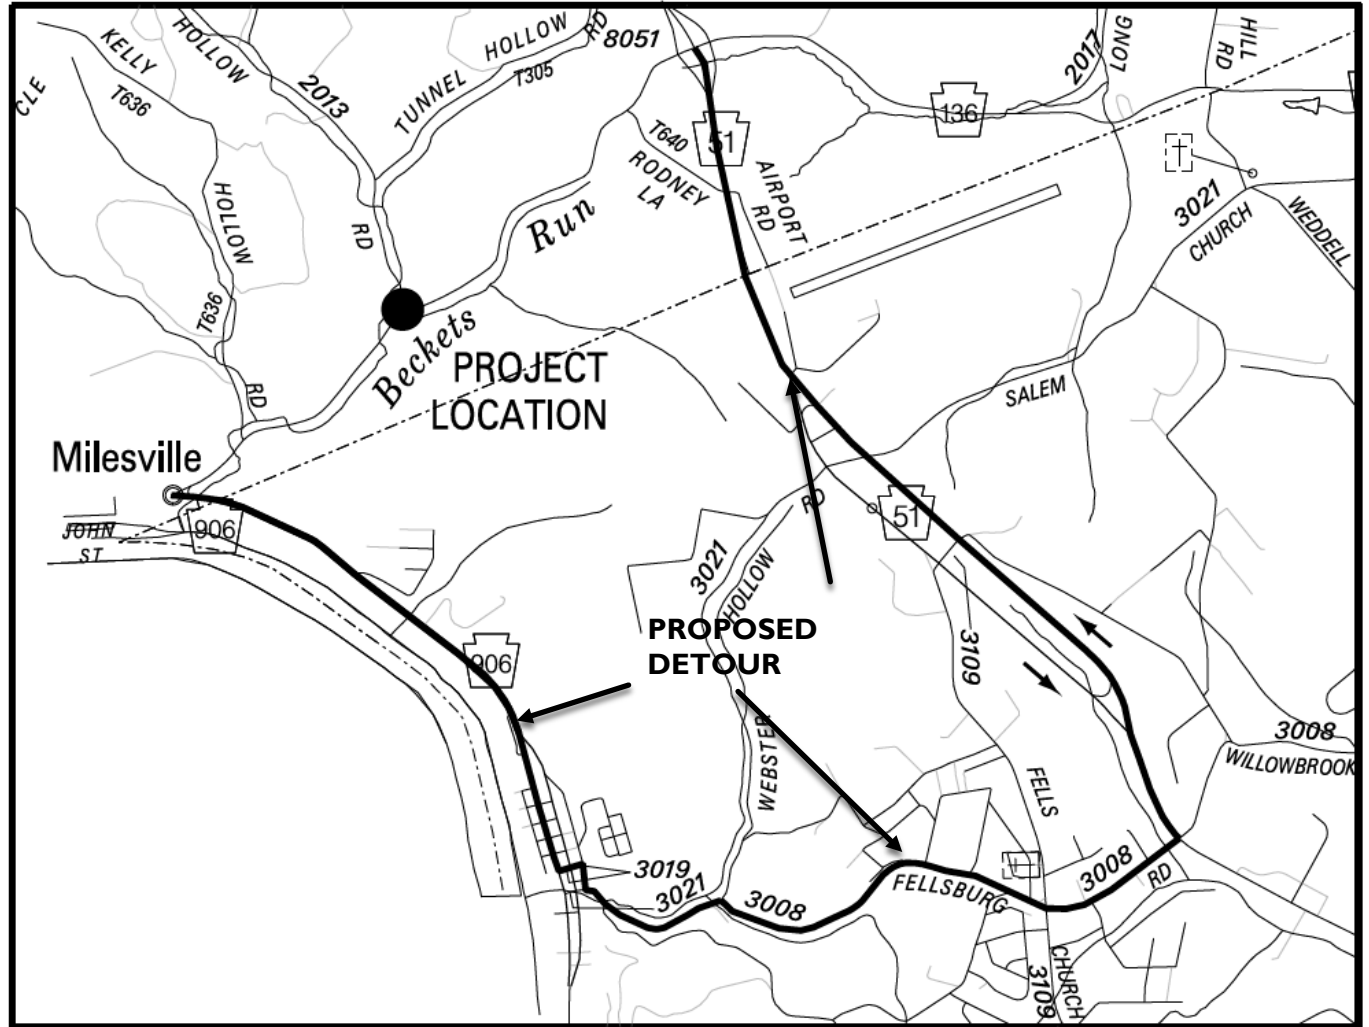 HOLLOW
KELLY
T636
CLE
2013
TUNNEL
HOLLOW
RD
T305
8051
LONG
2017
HILL
RD
136
51
T640
RODNEY
LA
AIRPORT
RD
3021
CHURCH
WEDDELL
HOLLOW
RD
T636
RD
Beckets
Run
PROJECT
LOCATION
SALEM
RD
Milesville
906
JOHN
ST
51
3021
HOLLOW
WEBSTER
PROPOSED
DETOUR
906
3109
FELLS
3008
WILLOWBROOK
3019
3021
3008
FELLSBURG
3008
RD
CHURCH
3109